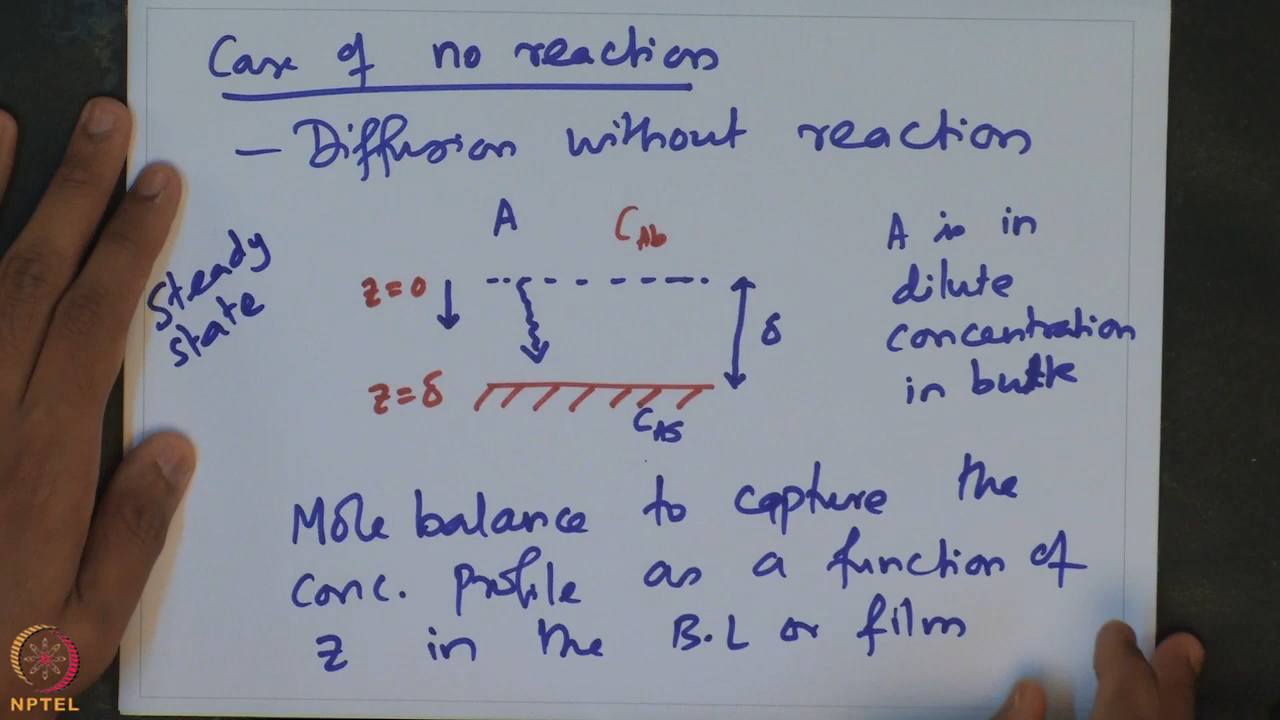 Case of no reaction
— Diffusion without reaction
Steady state
A
C_Ab
z=0
δ
z=δ
C_As
A is in
dilute
concentration
in bulk
Mole balance to capture the
conc. profile as a function of
z in the B.L or film
NPTEL